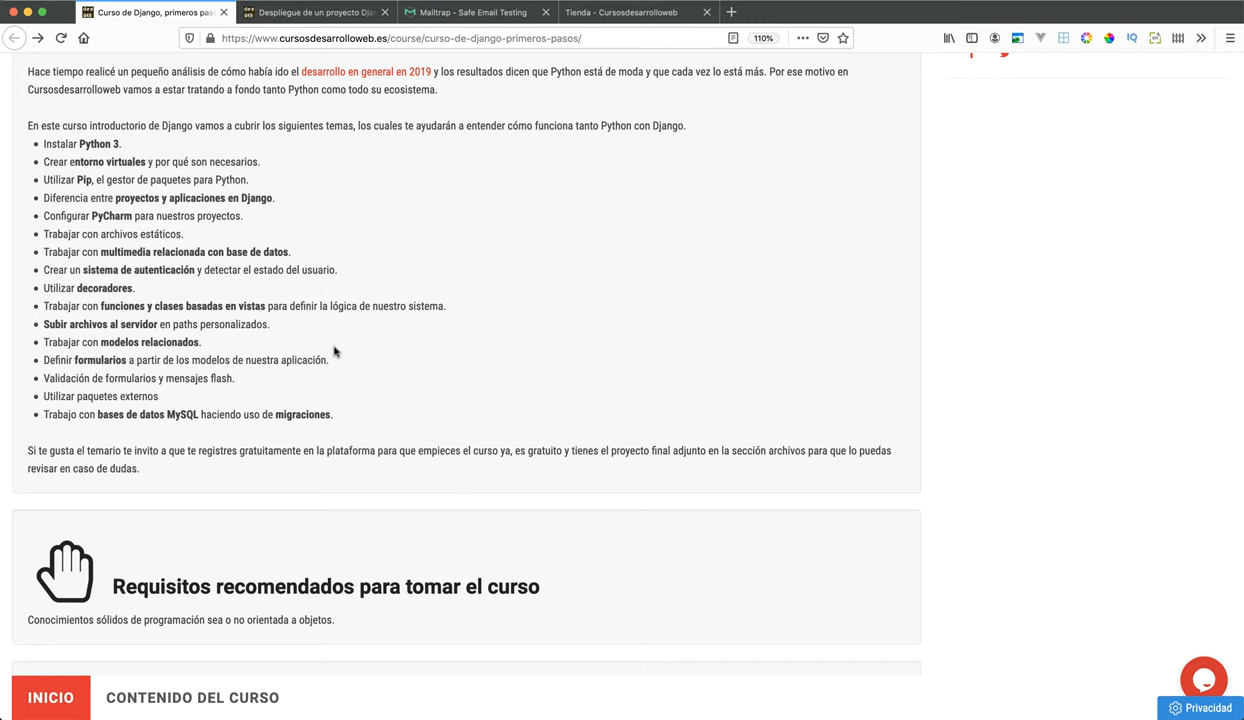 Curso de Django, primeros pas
Despliegue de un proyecto Dja
Mailtrap - Safe Email Testing
Tienda - Cursosdesarrolloweb
https://www.cursosdesarrolloweb.es/course/curso-de-django-primeros-pasos/
110%
Hace tiempo realicé un pequeño análisis de cómo había ido el desarrollo en general en 2019 y los resultados dicen que Python está de moda y que cada vez lo está más. Por ese motivo en
Cursosdesarrolloweb vamos a estar tratando a fondo tanto Python como todo su ecosistema.
En este curso introductorio de Django vamos a cubrir los siguientes temas, los cuales te ayudarán a entender cómo funciona tanto Python con Django.
Instalar Python 3.
Crear entorno virtuales y por qué son necesarios.
Utilizar Pip, el gestor de paquetes para Python.
Diferencia entre proyectos y aplicaciones en Django.
Configurar PyCharm para nuestros proyectos.
Trabajar con archivos estáticos.
Trabajar con multimedia relacionada con base de datos.
Crear un sistema de autenticación y detectar el estado del usuario.
Utilizar decoradores.
Trabajar con funciones y clases basadas en vistas para definir la lógica de nuestro sistema.
Subir archivos al servidor en paths personalizados.
Trabajar con modelos relacionados.
Definir formularios a partir de los modelos de nuestra aplicación.
Validación de formularios y mensajes flash.
Utilizar paquetes externos
Trabajo con bases de datos MySQL haciendo uso de migraciones.
Si te gusta el temario te invito a que te registres gratuitamente en la plataforma para que empieces el curso ya, es gratuito y tienes el proyecto final adjunto en la sección archivos para que lo puedas
revisar en caso de dudas.
Requisitos recomendados para tomar el curso
Conocimientos sólidos de programación sea o no orientada a objetos.
INICIO
CONTENIDO DEL CURSO
Privacidad